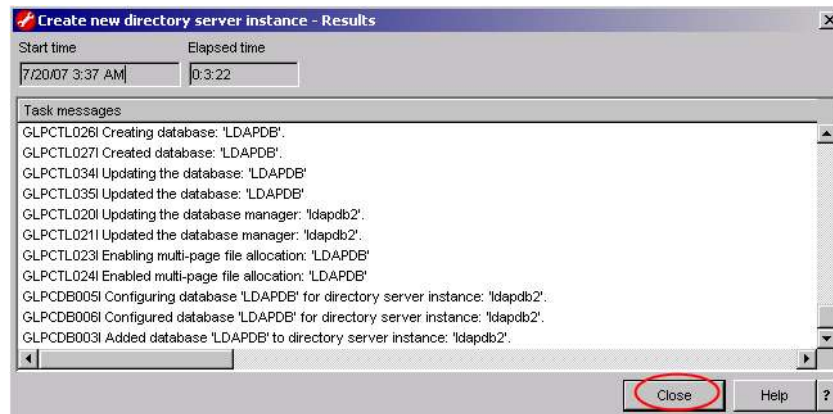 Create new directory server instance - Results
Start time Elapsed time
7/20/07 3:37 AM 0:3:22
Task messages
GLPCTL026I Creating database: 'LDAPDB'.
GLPCTL027I Created database: 'LDAPDB'.
GLPCTL034I Updating the database: 'LDAPDB'
GLPCTL035I Updated the database: 'LDAPDB'
GLPCTL020I Updating the database manager: 'ldapdb2'.
GLPCTL021I Updated the database manager: 'ldapdb2'.
GLPCTL023I Enabling multi-page file allocation: 'LDAPDB'
GLPCTL024I Enabled multi-page file allocation: 'LDAPDB'
GLPCDB005I Configuring database 'LDAPDB' for directory server instance: 'ldapdb2'.
GLPCDB006I Configured database 'LDAPDB' for directory server instance: 'ldapdb2'.
GLPCDB003I Added database 'LDAPDB' to directory server instance: 'ldapdb2'.
Close Help ?